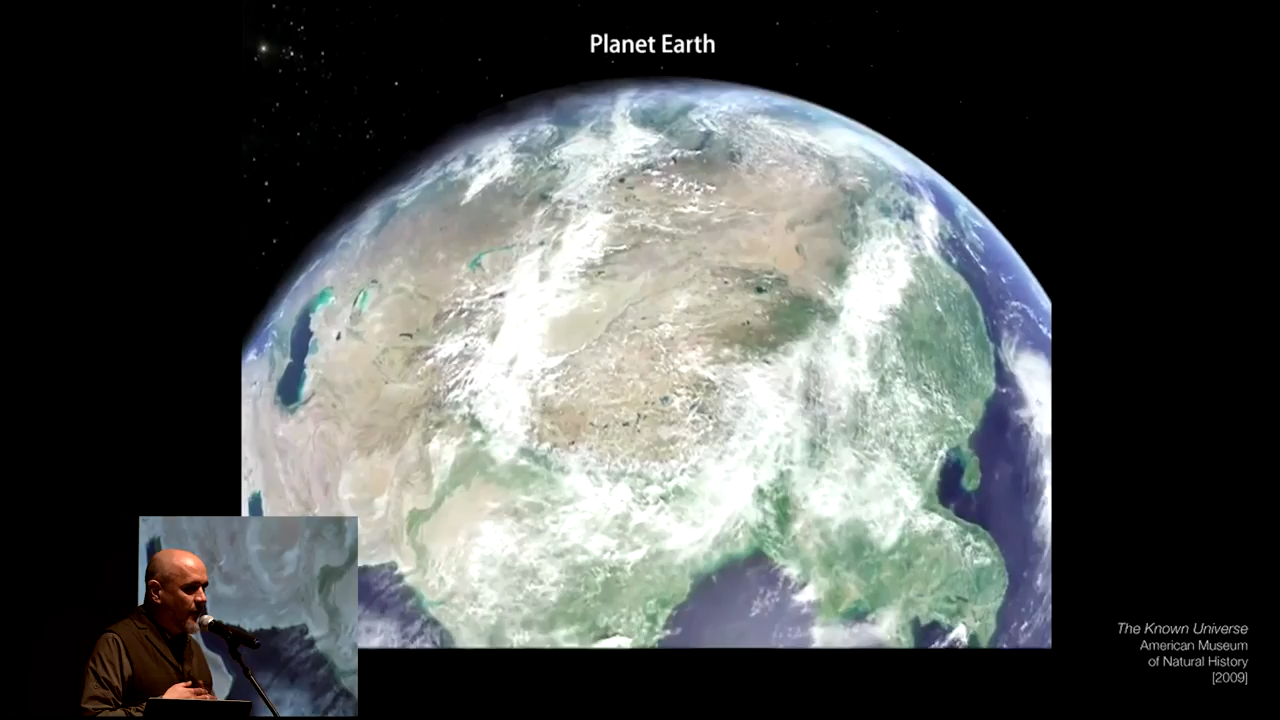 Planet Earth
The Known Universe
American Museum
of Natural History
[2009]